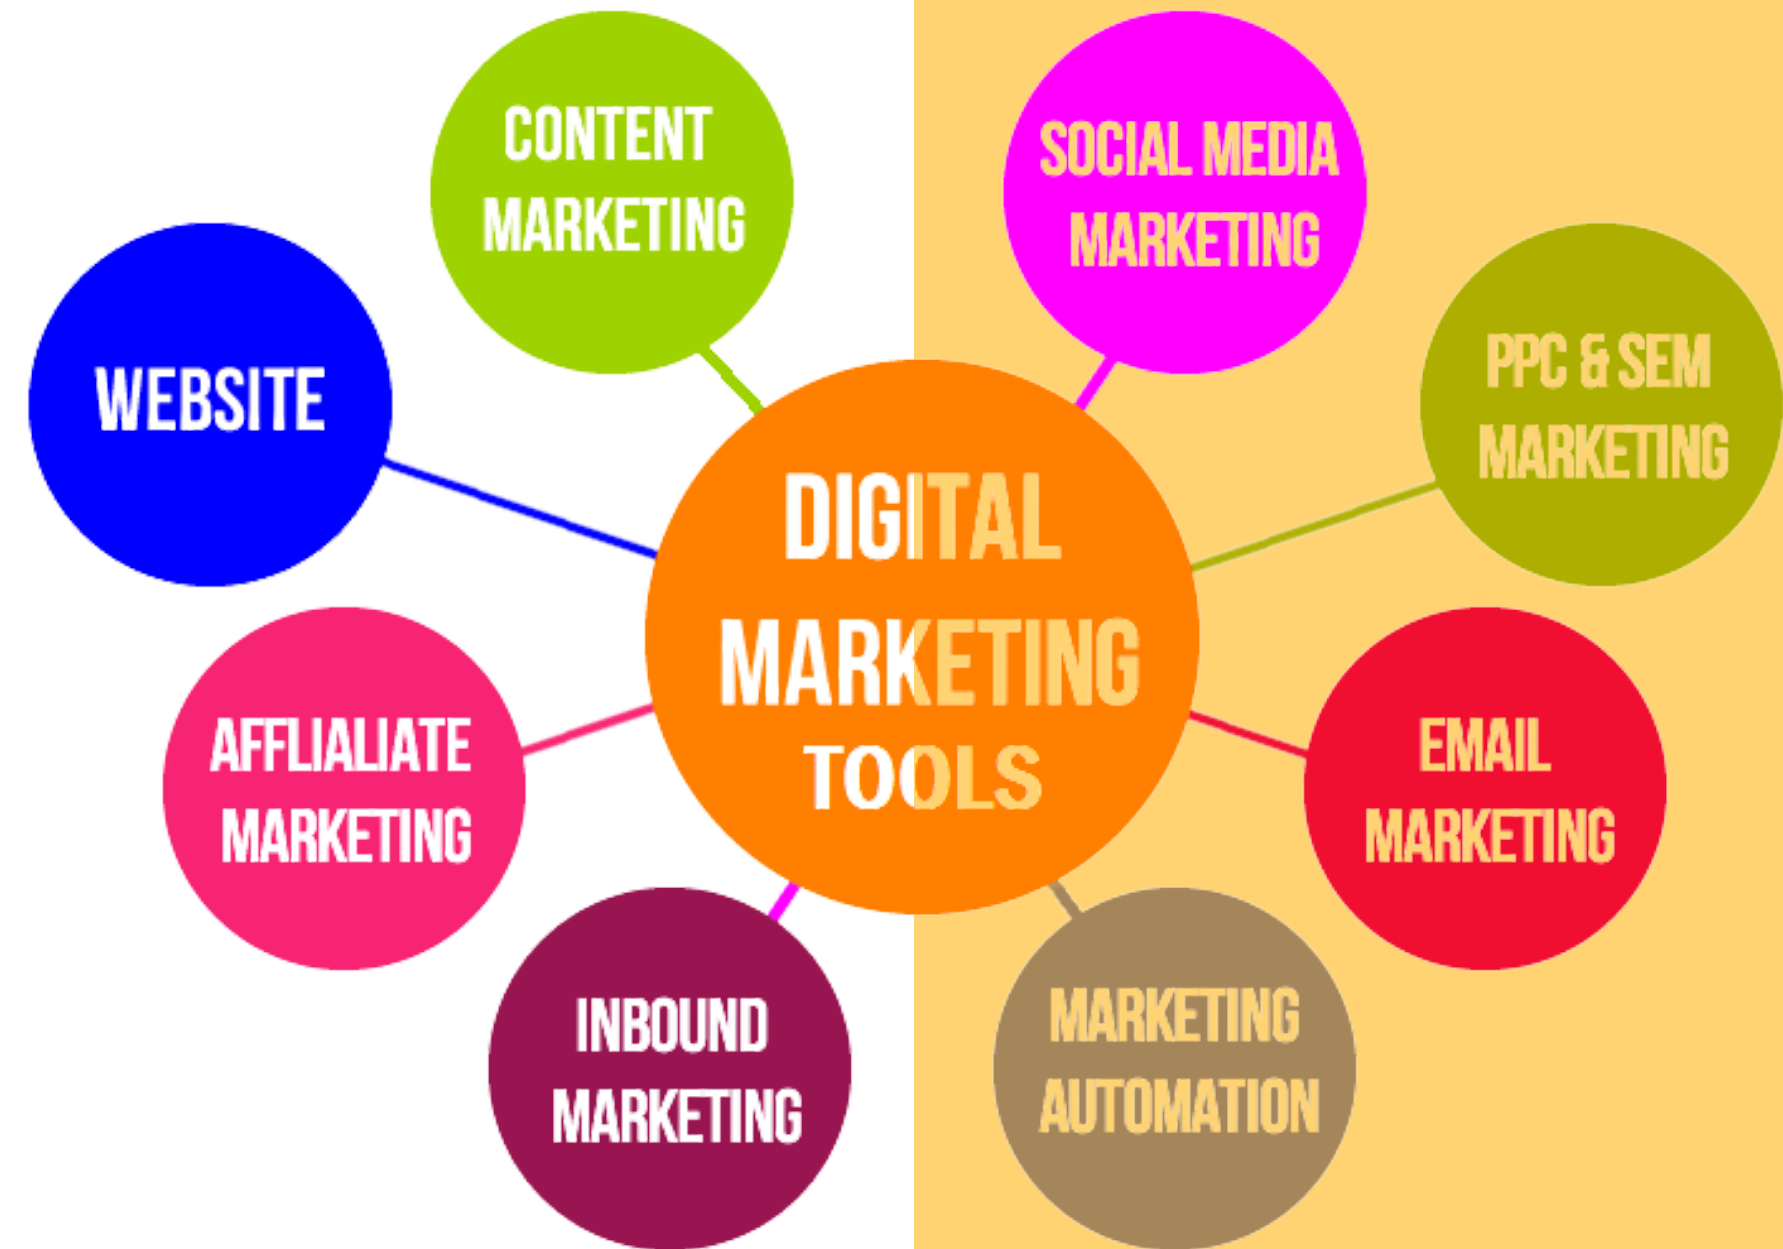 CONTENT
MARKETING
SOCIAL MEDIA
MARKETING
WEBSITE
PPC & SEM
MARKETING
DIGITAL
MARKETING
TOOLS
AFFLIALIATE
MARKETING
EMAIL
MARKETING
INBOUND
MARKETING
MARKETING
AUTOMATION